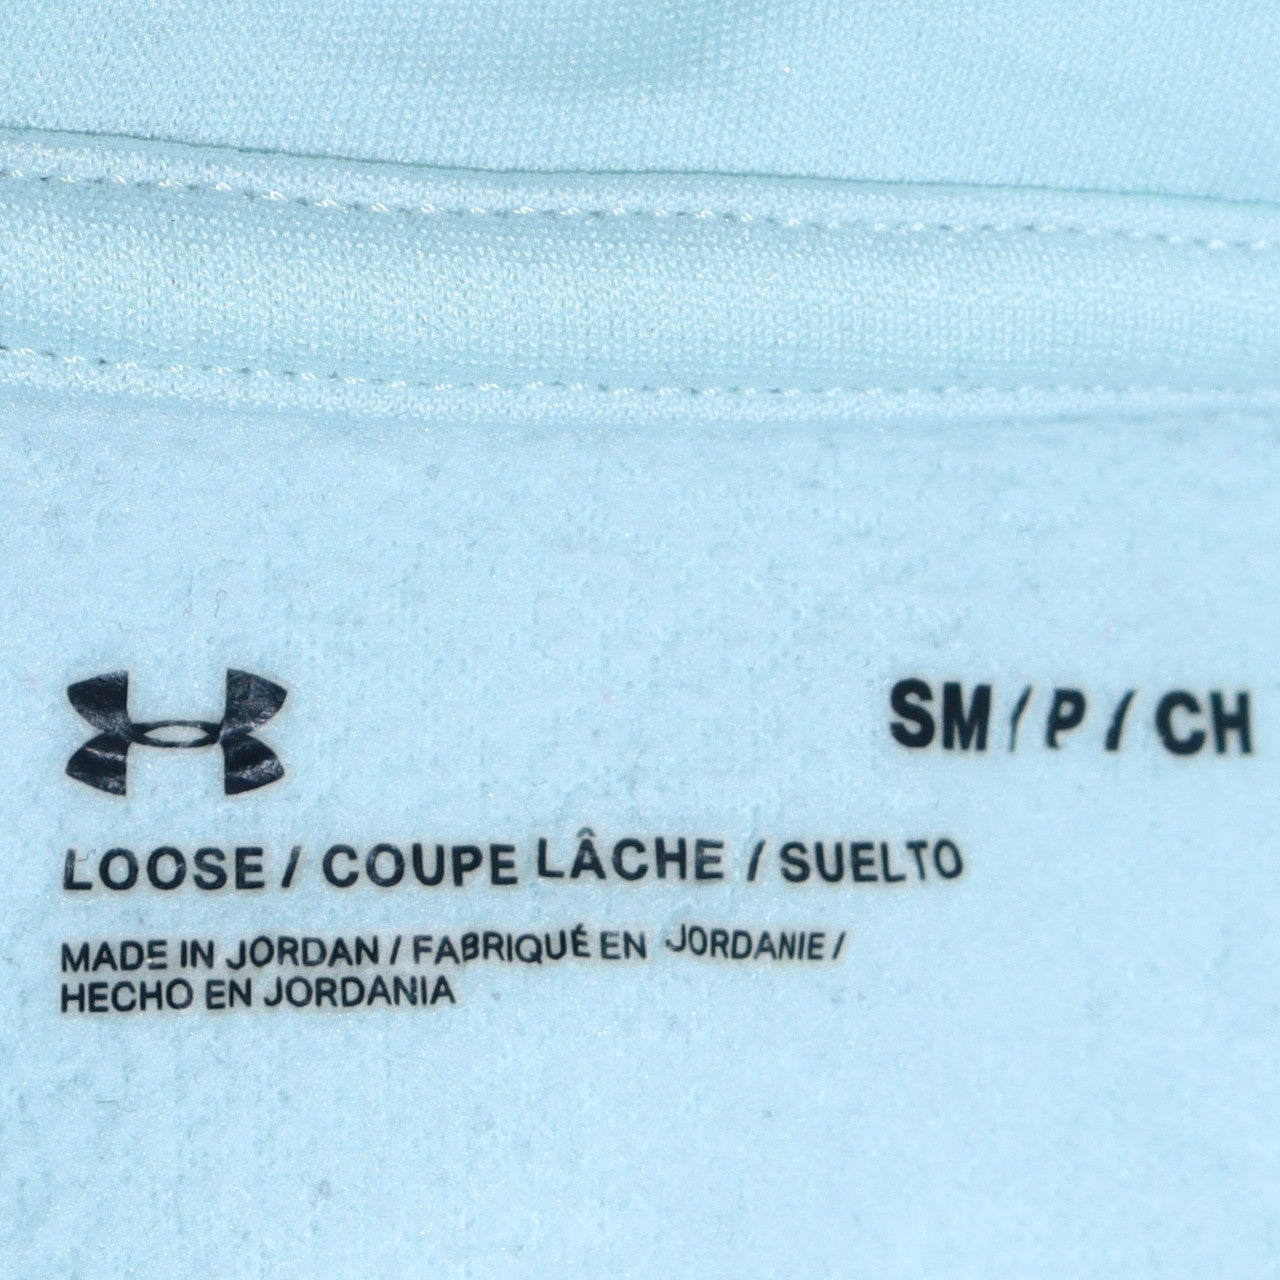 SM / P / CH
LOOSE / COUPE LÂCHE / SUELTO
MADE IN JORDAN / FABRIQUÉ EN JORDANIE /
HECHO EN JORDANIA